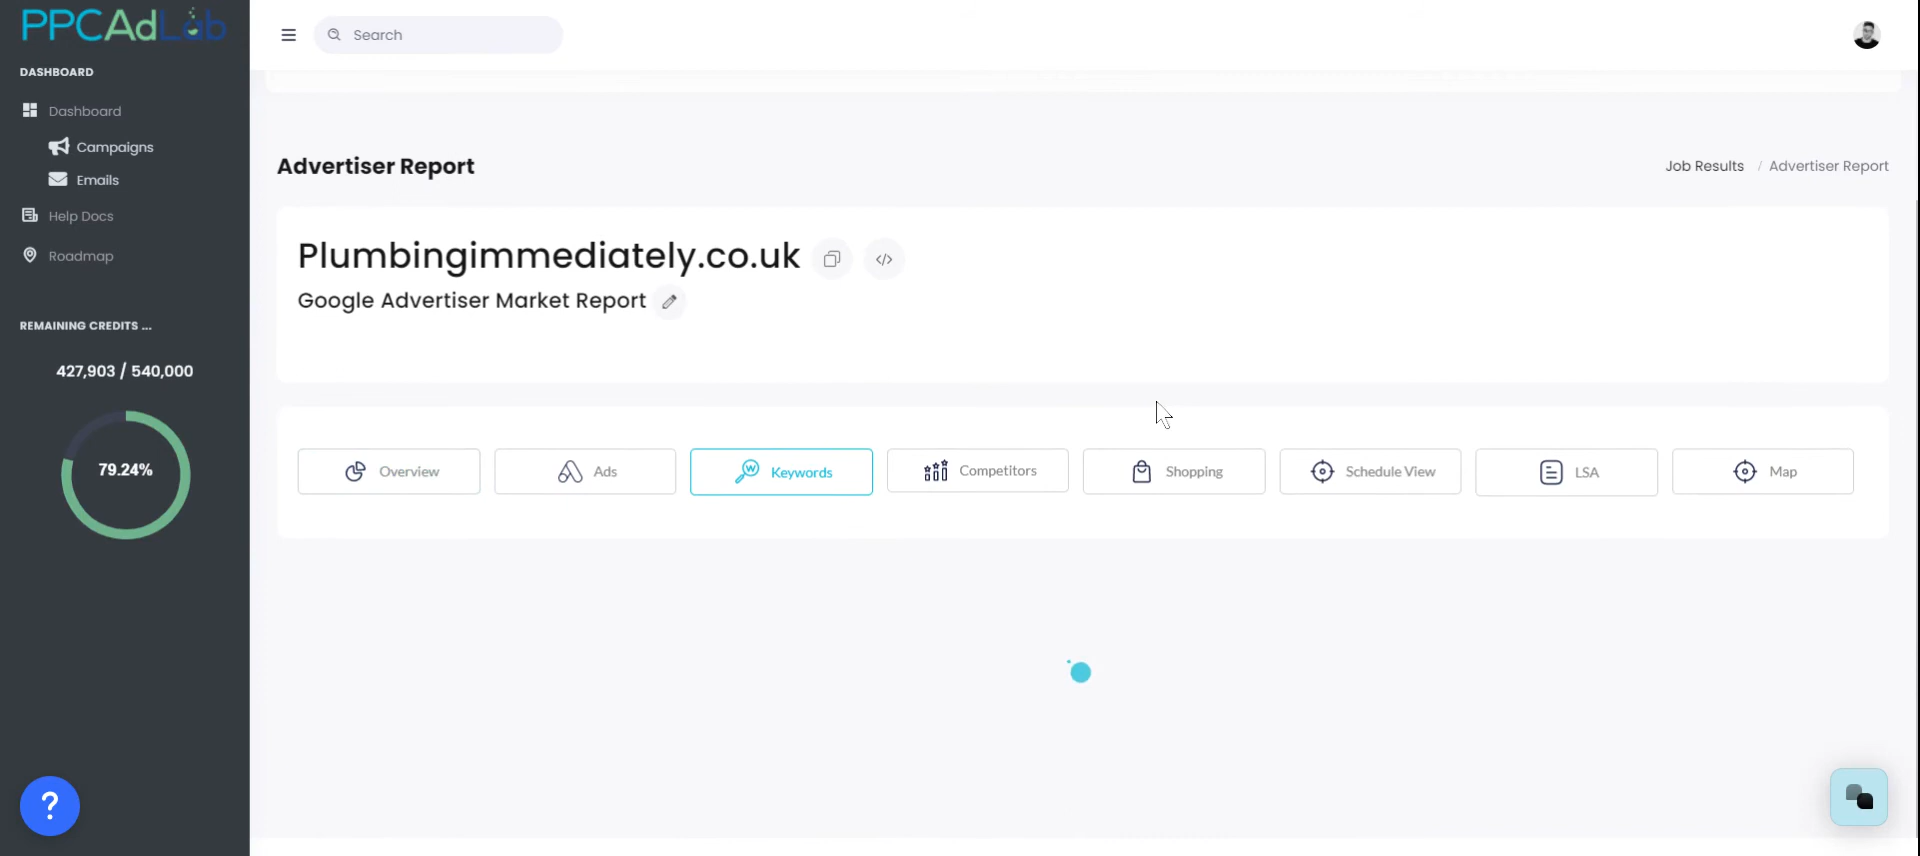 PPCAdLab
Search
DASHBOARD
Dashboard
Campaigns
Emails
Help Docs
Roadmap
REMAINING CREDITS ...
427,903 / 540,000
79.24%
Advertiser Report
Job Results / Advertiser Report
Plumbingimmediately.co.uk
Google Advertiser Market Report
Overview
Ads
Keywords
Competitors
Shopping
Schedule View
LSA
Map